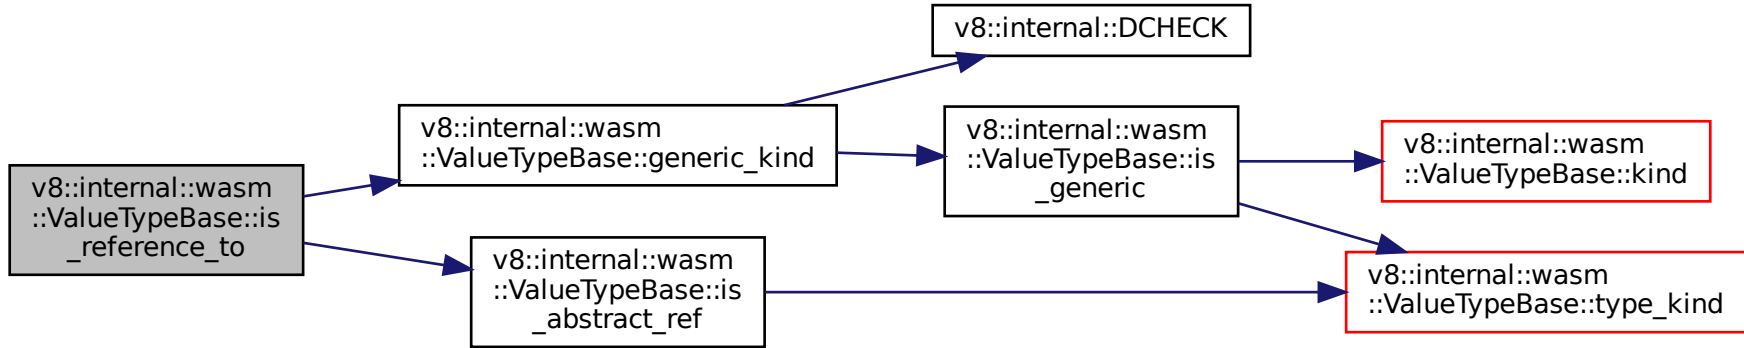 v8::internal::wasm
::ValueTypeBase::is
_reference_to
v8::internal::wasm
::ValueTypeBase::generic_kind
v8::internal::DCHECK
v8::internal::wasm
::ValueTypeBase::is
_generic
v8::internal::wasm
::ValueTypeBase::kind
v8::internal::wasm
::ValueTypeBase::type_kind
v8::internal::wasm
::ValueTypeBase::is
_abstract_ref